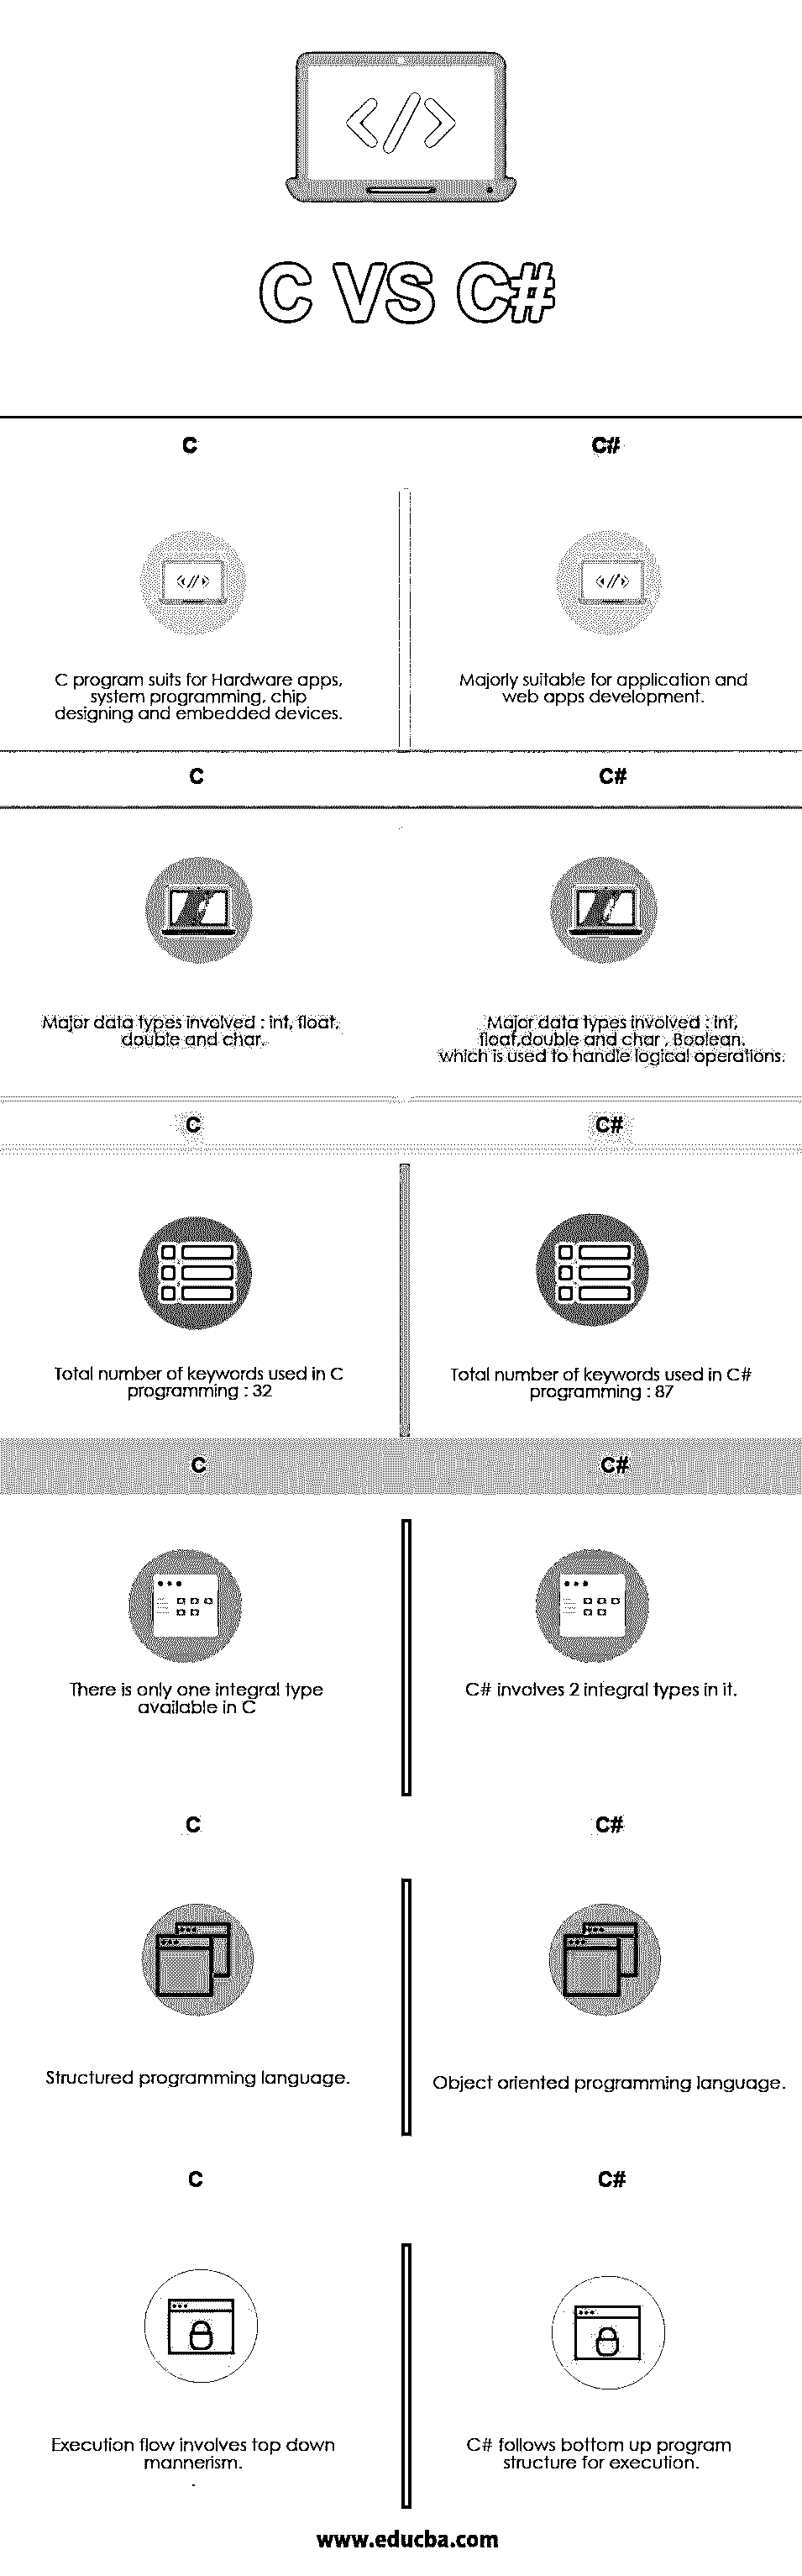 C VS C#
C
C#
C program suits for Hardware apps,
system programming, chip
designing and embedded devices.
Majorly suitable for application and
web apps development.
C
C#
Major data types involved : int, float,
double and char.
Major data types involved : int,
float,double and char , Boolean.
which is used to handle logical operations.
C
C#
Total number of keywords used in C
programming : 32
Total number of keywords used in C#
programming : 87
C
C#
There is only one integral type
available in C
C# involves 2 integral types in it.
C
C#
Structured programming language.
Object oriented programming language.
C
C#
Execution flow involves top down
mannerism.
C# follows bottom up program
structure for execution.
www.educba.com